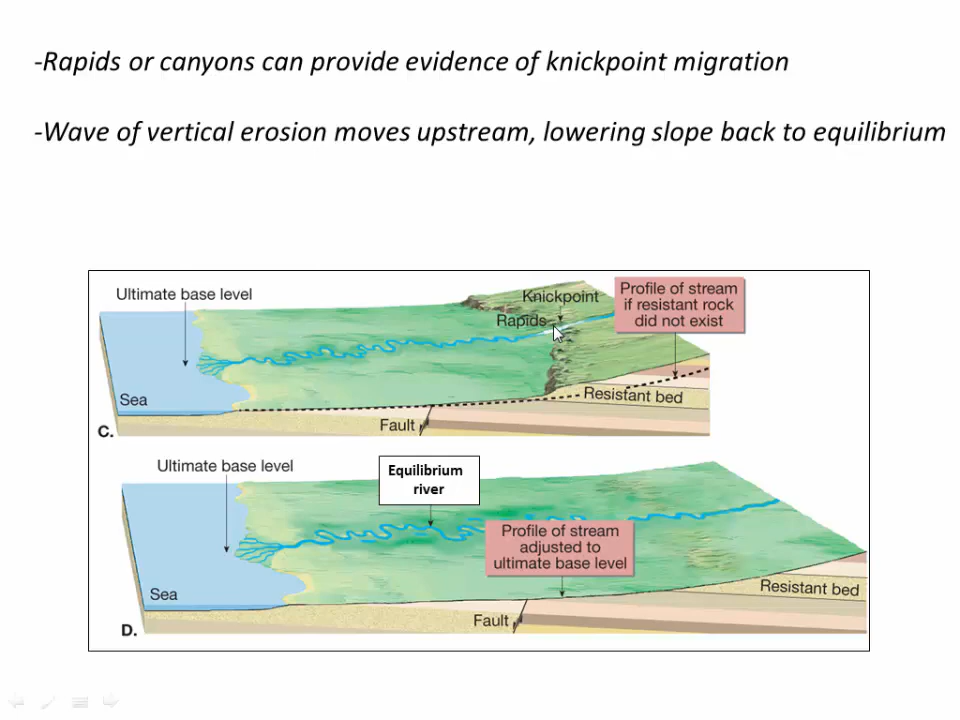 -Rapids or canyons can provide evidence of knickpoint migration
-Wave of vertical erosion moves upstream, lowering slope back to equilibrium
Ultimate base level
Knickpoint
Rapids
Profile of stream
if resistant rock
did not exist
Sea
Resistant bed
Fault
C.
Ultimate base level
Equilibrium
river
Profile of stream
adjusted to
ultimate base level
Sea
Resistant bed
Fault
D.